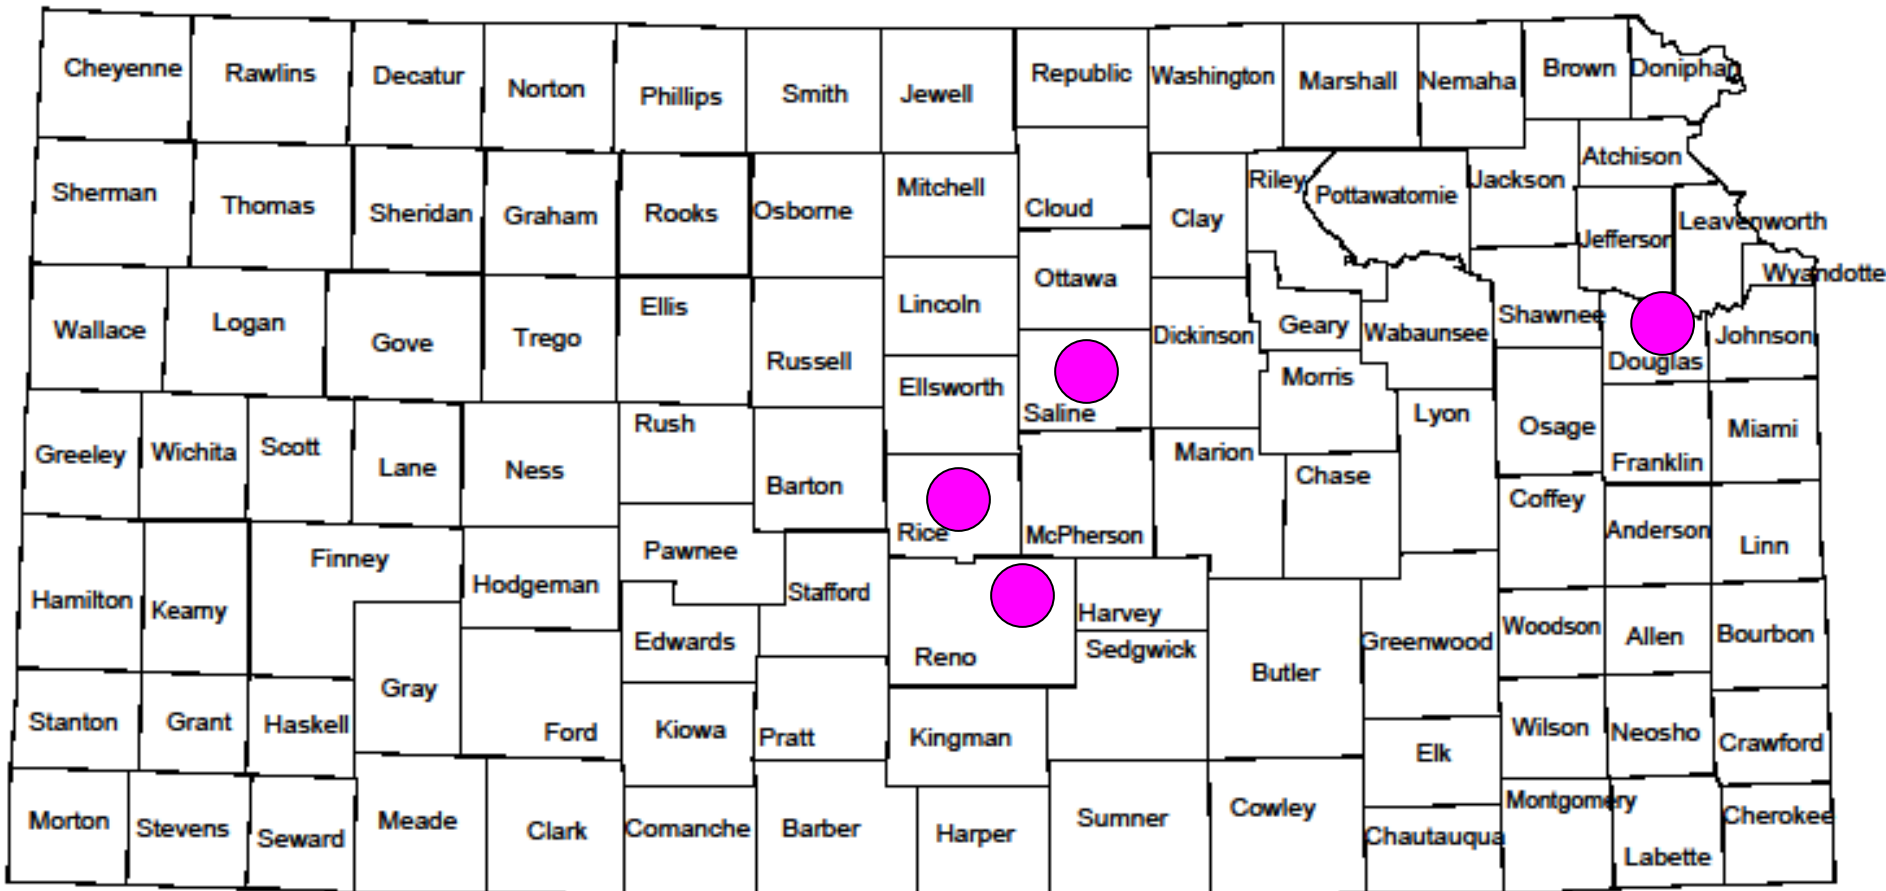 Cheyenne Rawlins Decatur Norton Phillips Smith Jewell Republic Washington Marshall Nemaha Brown Doniphan
Sherman Thomas Sheridan Graham Rooks Osborne Mitchell Cloud Clay Riley Pottawatomie Jackson Atchison
Jefferson Leavenworth
Wyandotte
Wallace Logan Gove Trego Ellis Russell Lincoln Ottawa Dickinson Geary Wabaunsee Shawnee Douglas Johnson
Ellsworth Saline Morris
Greeley Wichita Scott Lane Ness Rush Barton Rice McPherson Marion Chase Lyon Osage Franklin Miami
Hamilton Kearny Finney Hodgeman Pawnee Stafford Coffey Anderson Linn
Gray Edwards Reno Harvey Sedgwick Butler Greenwood Woodson Allen Bourbon
Stanton Grant Haskell Ford Kiowa Pratt Kingman Elk Wilson Neosho Crawford
Morton Stevens Seward Meade Clark Comanche Barber Harper Sumner Cowley Chautauqua Montgomery Labette Cherokee